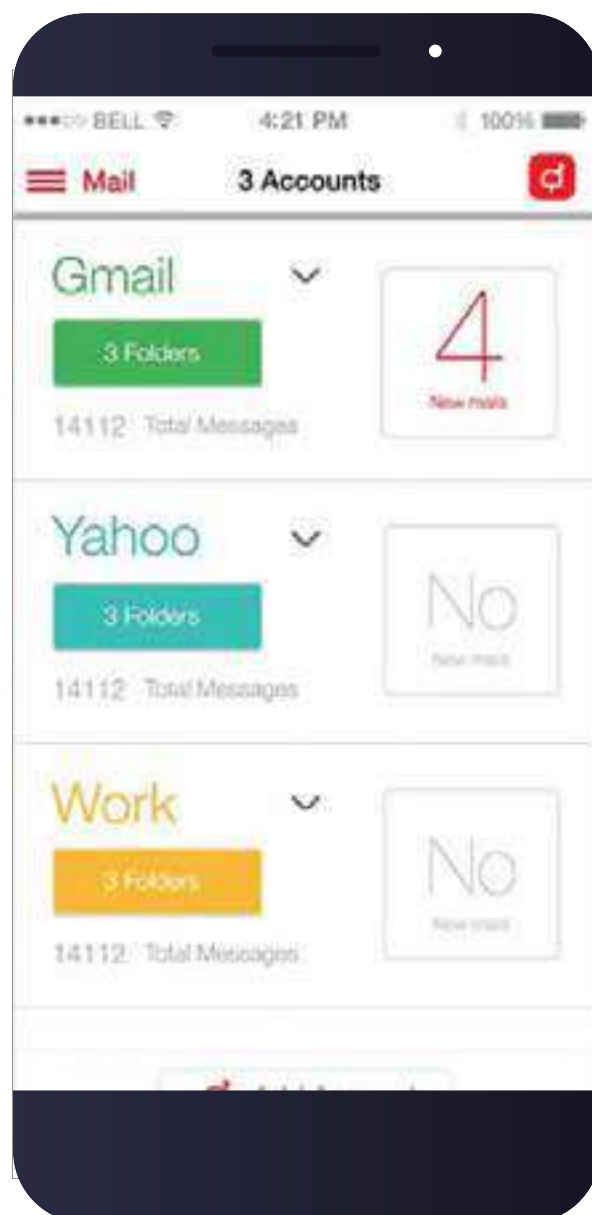 BELL 4:21 PM 100%
Mail 3 Accounts
Gmail
3 Folders
4
New mails
14112 Total Messages
Yahoo
3 Folders
No
New mails
14112 Total Messages
Work
3 Folders
No
New mails
14112 Total Messages